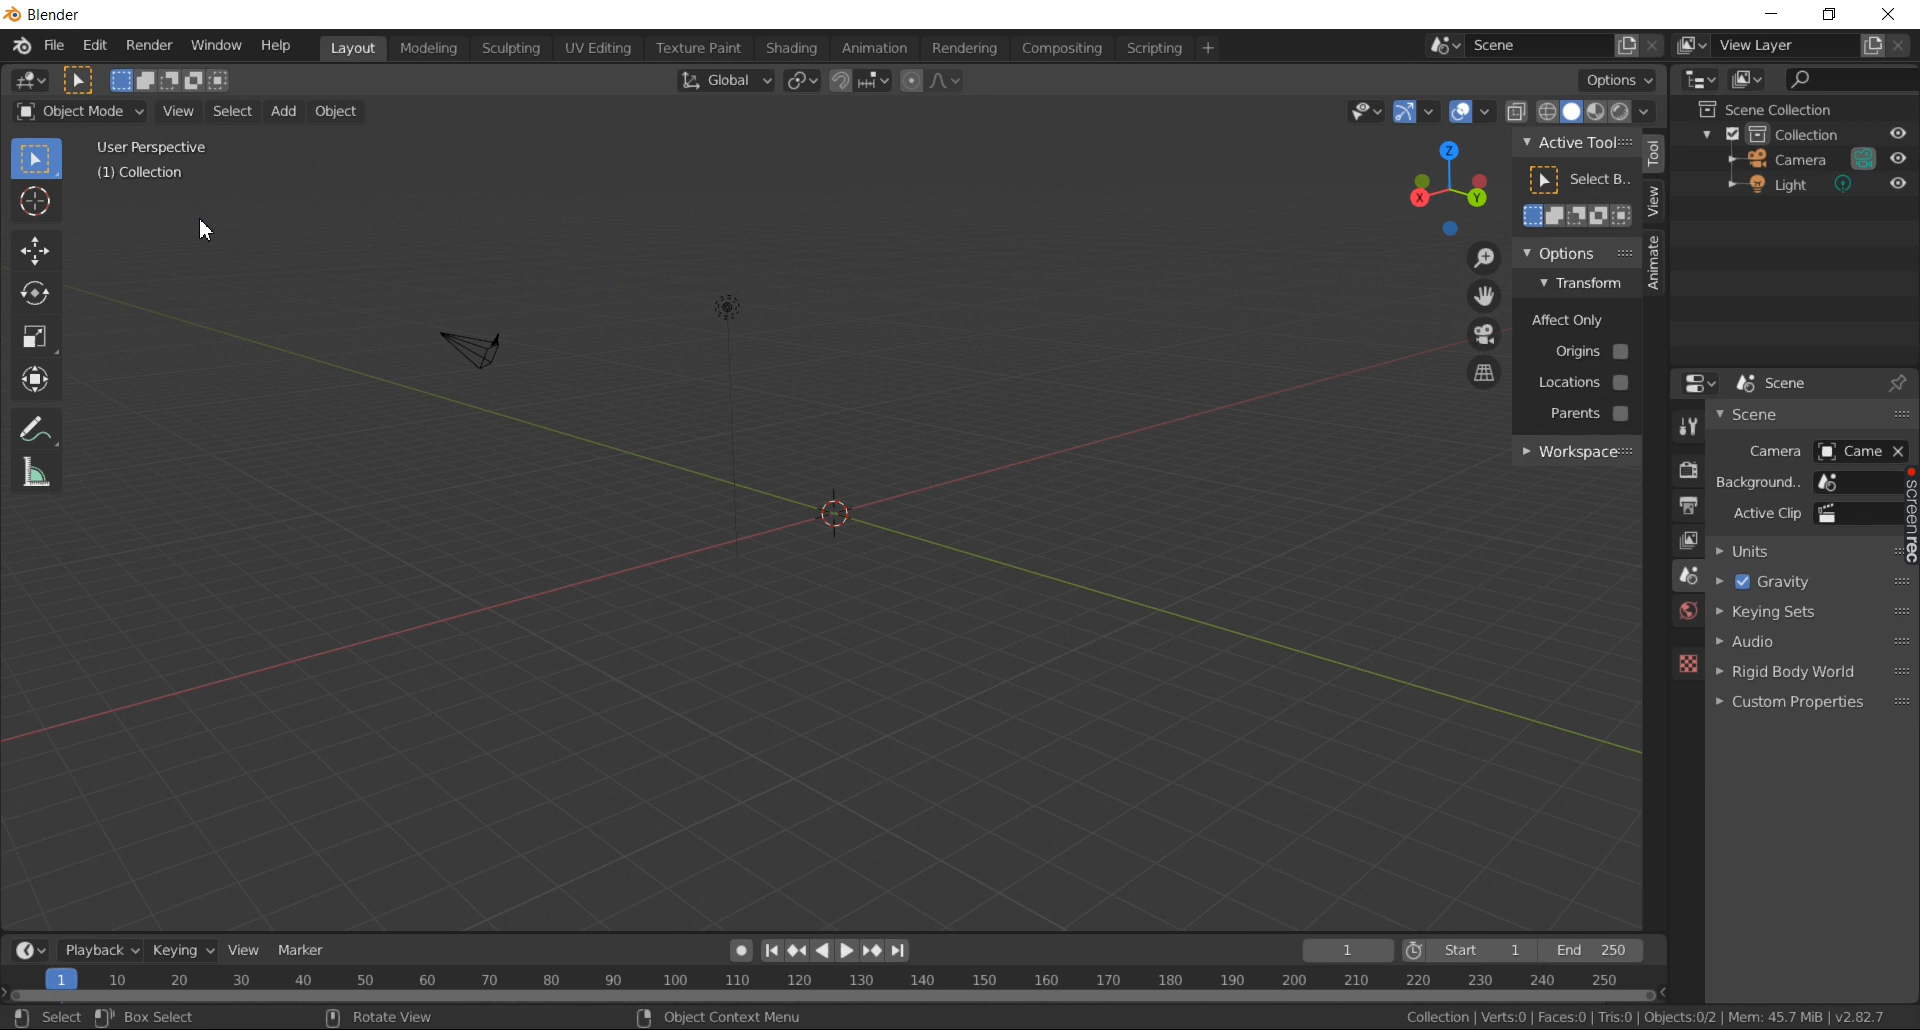 Blender
File Edit Render Window Help Layout Modeling Sculpting UV Editing Texture Paint Shading Animation Rendering Compositing Scripting + Scene View Layer
Global Options
Object Mode View Select Add Object
User Perspective
(1) Collection
Z
X
Y
Active Tool
Select B..
Options
Transform
Affect Only
Origins
Locations
Parents
Workspace
Tool
View
Animate
Scene Collection
Collection
Camera
Light
Scene
Scene
Camera Came
Background..
Active Clip
Units
Gravity
Keying Sets
Audio
Rigid Body World
Custom Properties
screenrec
Playback Keying View Marker 1 Start 1 End 250
1 10 20 30 40 50 60 70 80 90 100 110 120 130 140 150 160 170 180 190 200 210 220 230 240 250
Select Box Select Rotate View Object Context Menu Collection | Verts:0 | Faces:0 | Tris:0 | Objects:0/2 | Mem: 45.7 MiB | v2.82.7